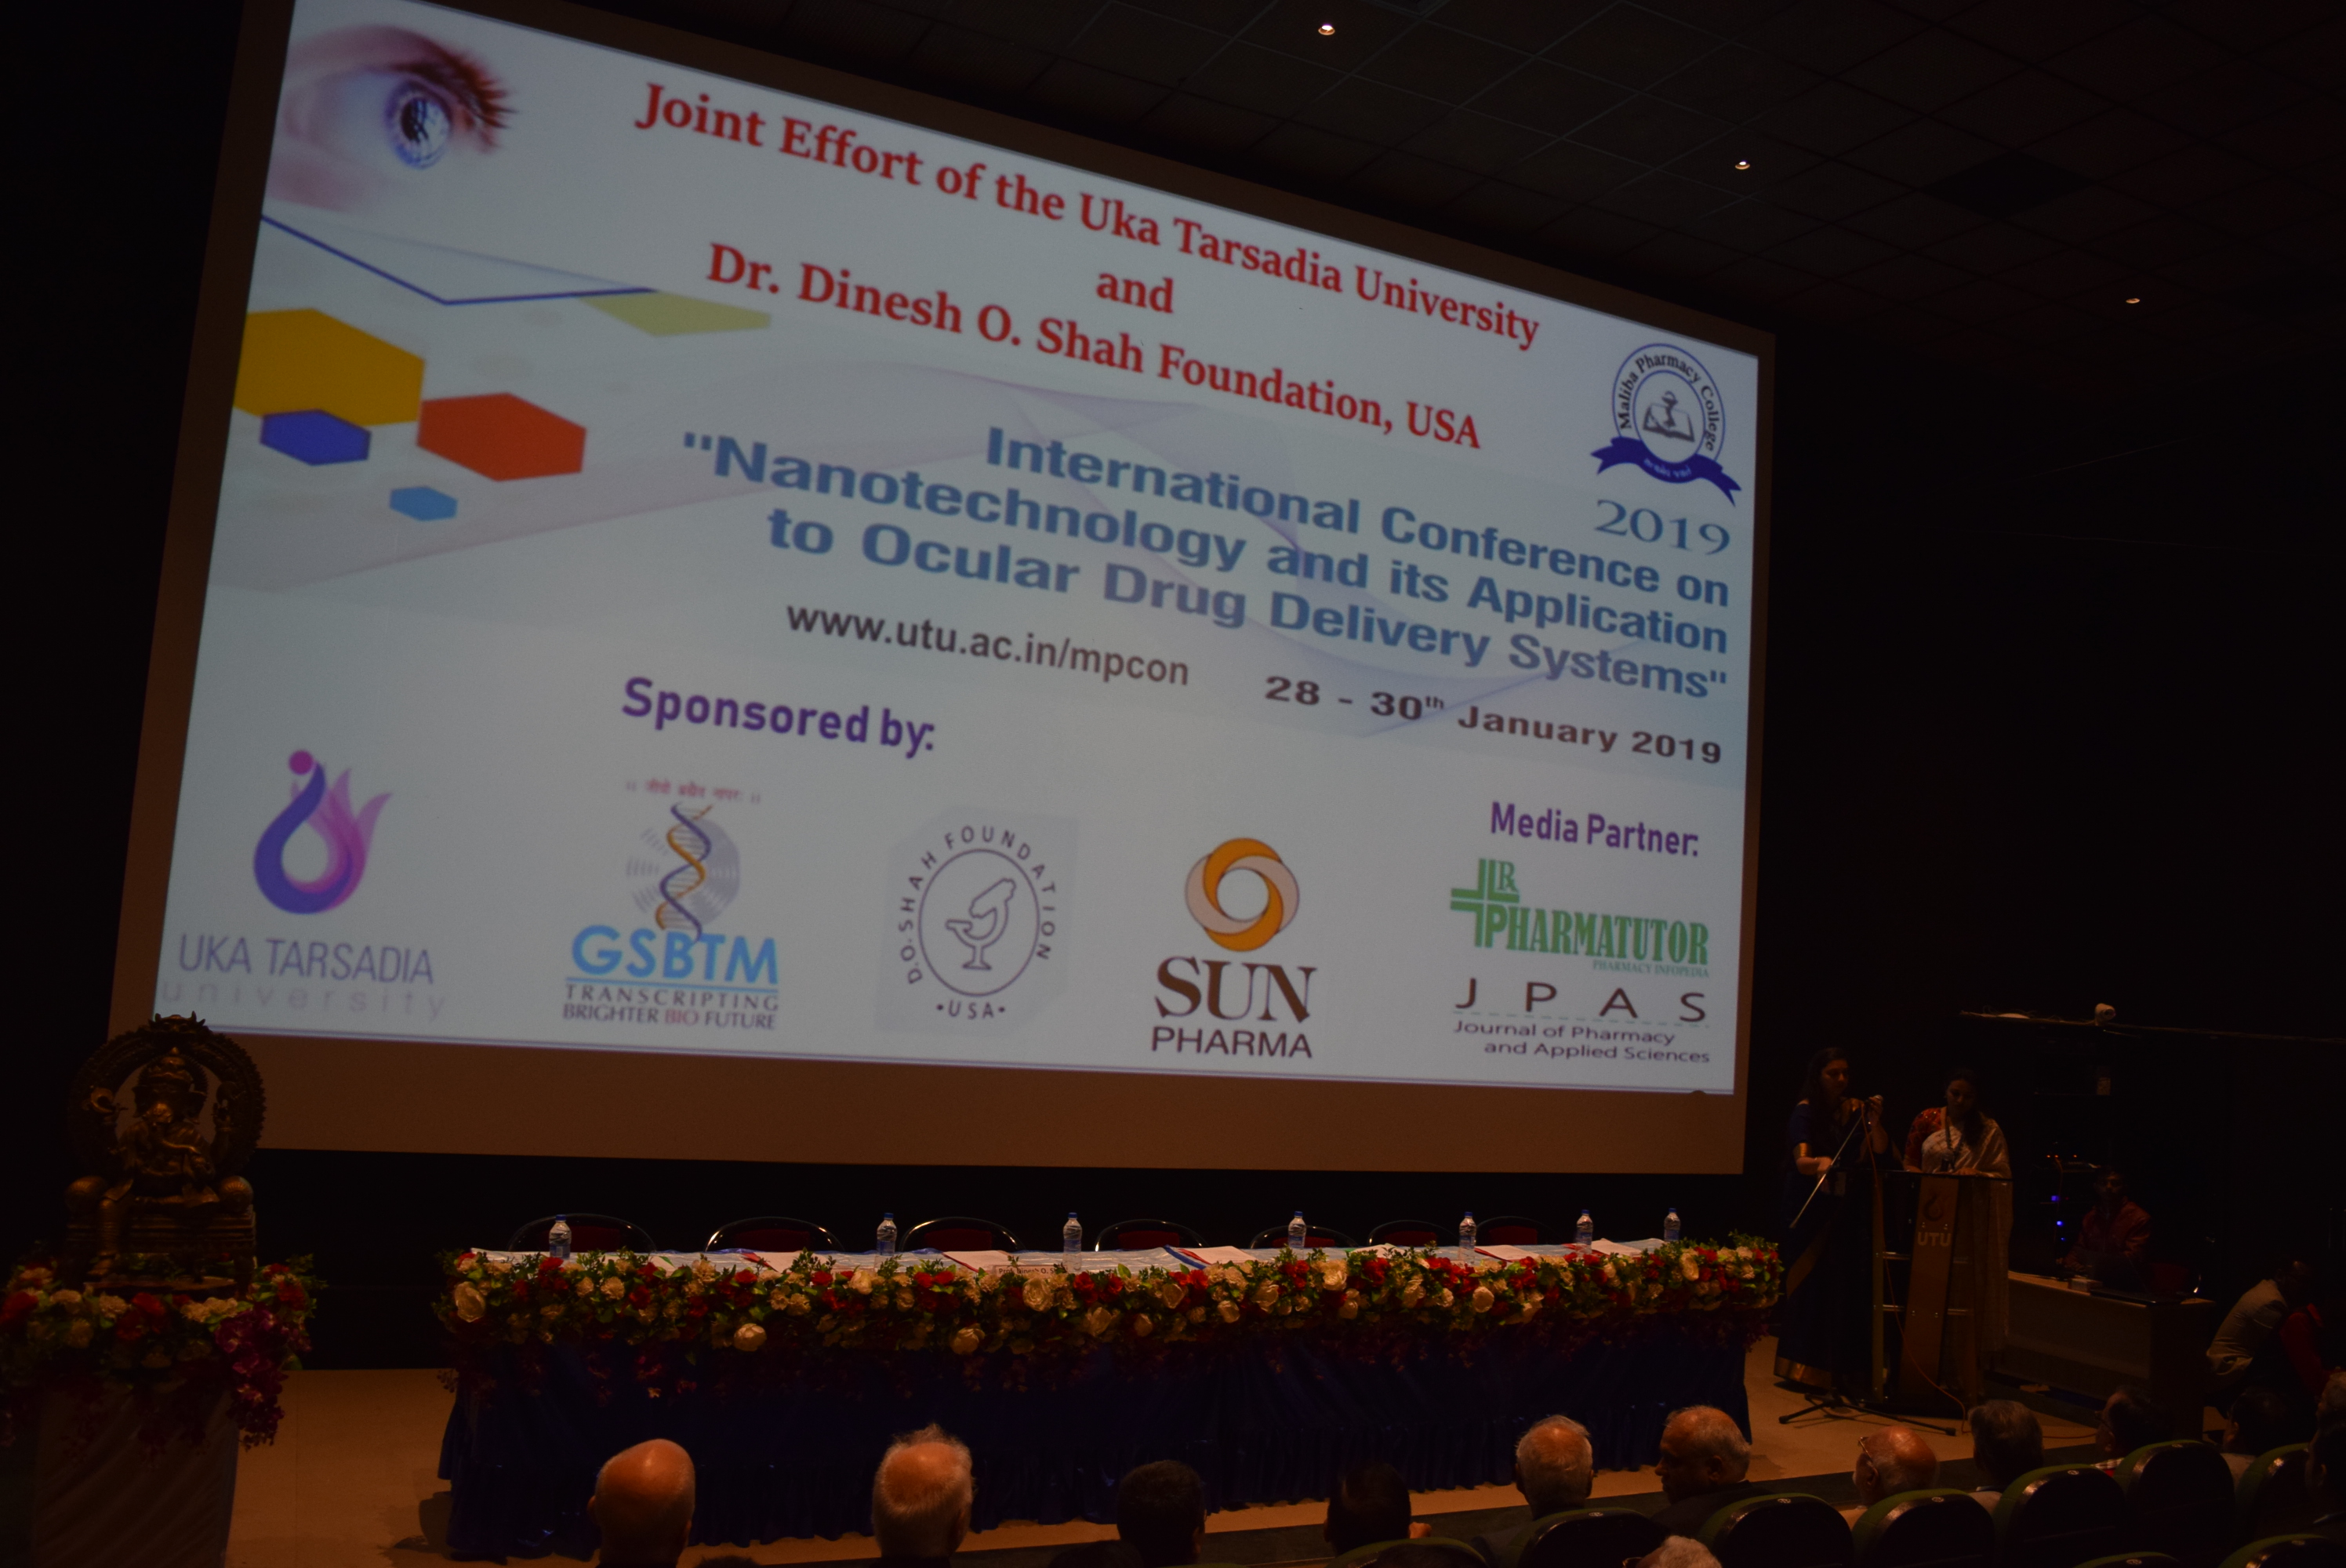 Joint Effort of the Uka Tarsadia University
and
Dr. Dinesh O. Shah Foundation, USA
Maliba Pharmacy College
2019
International Conference on
"Nanotechnology and its Application
to Ocular Drug Delivery Systems"
www.utu.ac.in/mpcon
28 - 30th January 2019
Sponsored by:
Media Partner:
UKA TARSADIA
university
GSBTM
TRANSCRIPTING
BRIGHTER BIO FUTURE
D.O.SHAH FOUNDATION
•USA•
SUN
PHARMA
Rx
PHARMATUTOR
PHARMACY INFOPEDIA
J P A S
Journal of Pharmacy
and Applied Sciences
UTU